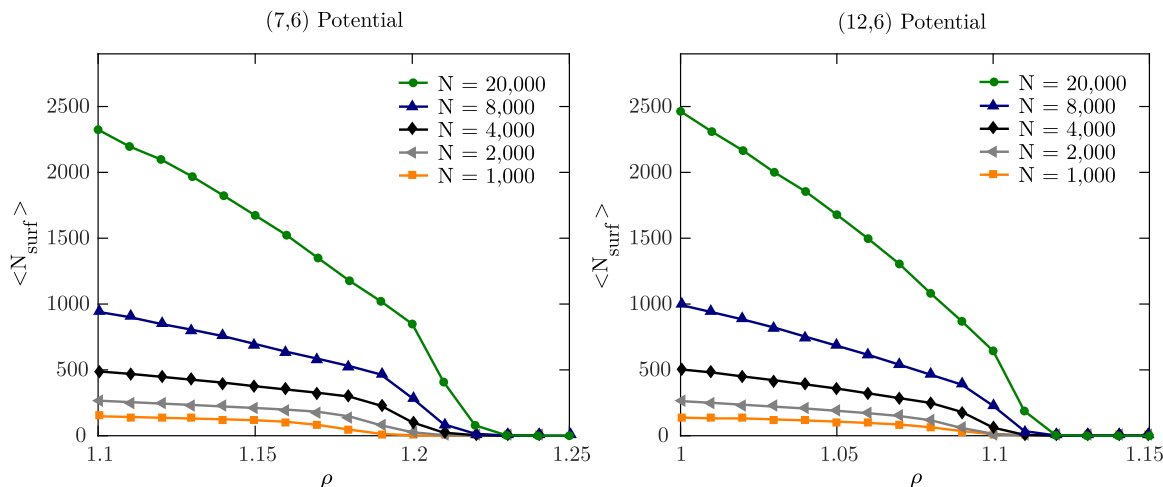 (7,6) Potential
N = 20,000
N = 8,000
N = 4,000
N = 2,000
N = 1,000
2500
2000
1500
1000
500
0
<N_surf>
1.1
1.15
1.2
1.25
ρ
(12,6) Potential
N = 20,000
N = 8,000
N = 4,000
N = 2,000
N = 1,000
2500
2000
1500
1000
500
0
<N_surf>
1
1.05
1.1
1.15
ρ